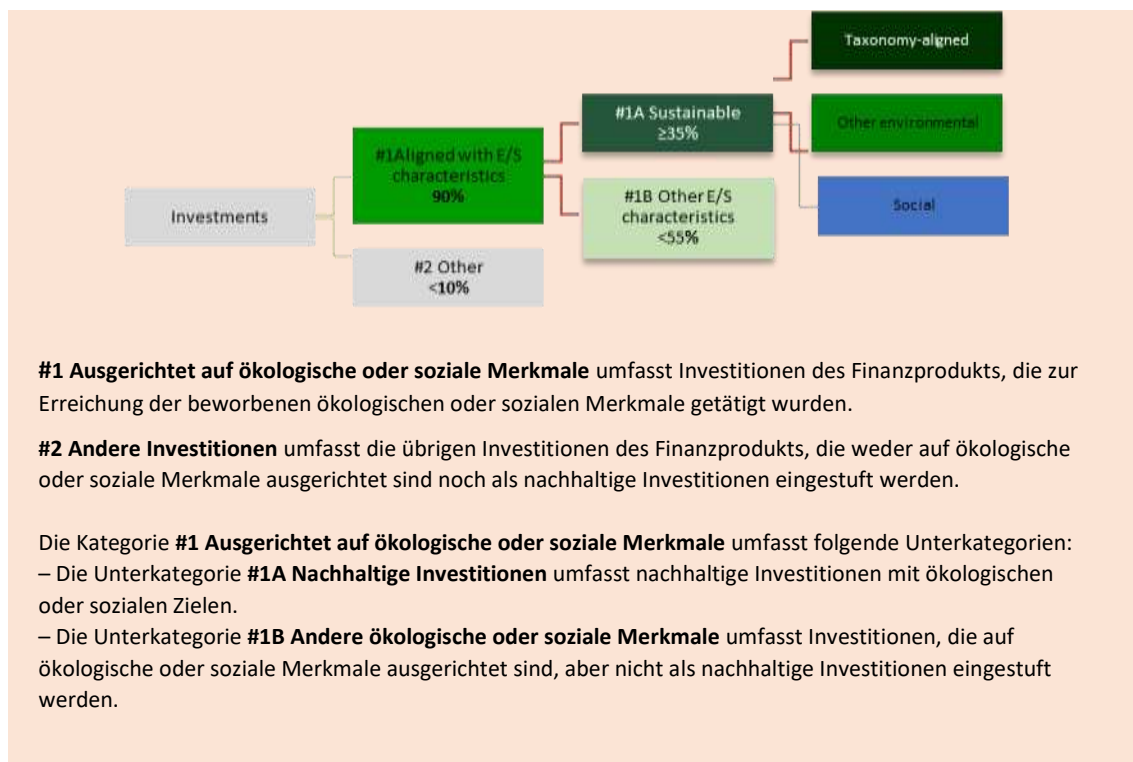 Taxonomy-aligned
#1A Sustainable
≥35%
Other environmental
#1Aligned with E/S
characteristics
90%
#1B Other E/S
characteristics
<55%
Social
Investments
#2 Other
<10%
#1 Ausgerichtet auf ökologische oder soziale Merkmale umfasst Investitionen des Finanzprodukts, die zur
Erreichung der beworbenen ökologischen oder sozialen Merkmale getätigt wurden.
#2 Andere Investitionen umfasst die übrigen Investitionen des Finanzprodukts, die weder auf ökologische
oder soziale Merkmale ausgerichtet sind noch als nachhaltige Investitionen eingestuft werden.
Die Kategorie #1 Ausgerichtet auf ökologische oder soziale Merkmale umfasst folgende Unterkategorien:
– Die Unterkategorie #1A Nachhaltige Investitionen umfasst nachhaltige Investitionen mit ökologischen
oder sozialen Zielen.
– Die Unterkategorie #1B Andere ökologische oder soziale Merkmale umfasst Investitionen, die auf
ökologische oder soziale Merkmale ausgerichtet sind, aber nicht als nachhaltige Investitionen eingestuft
werden.